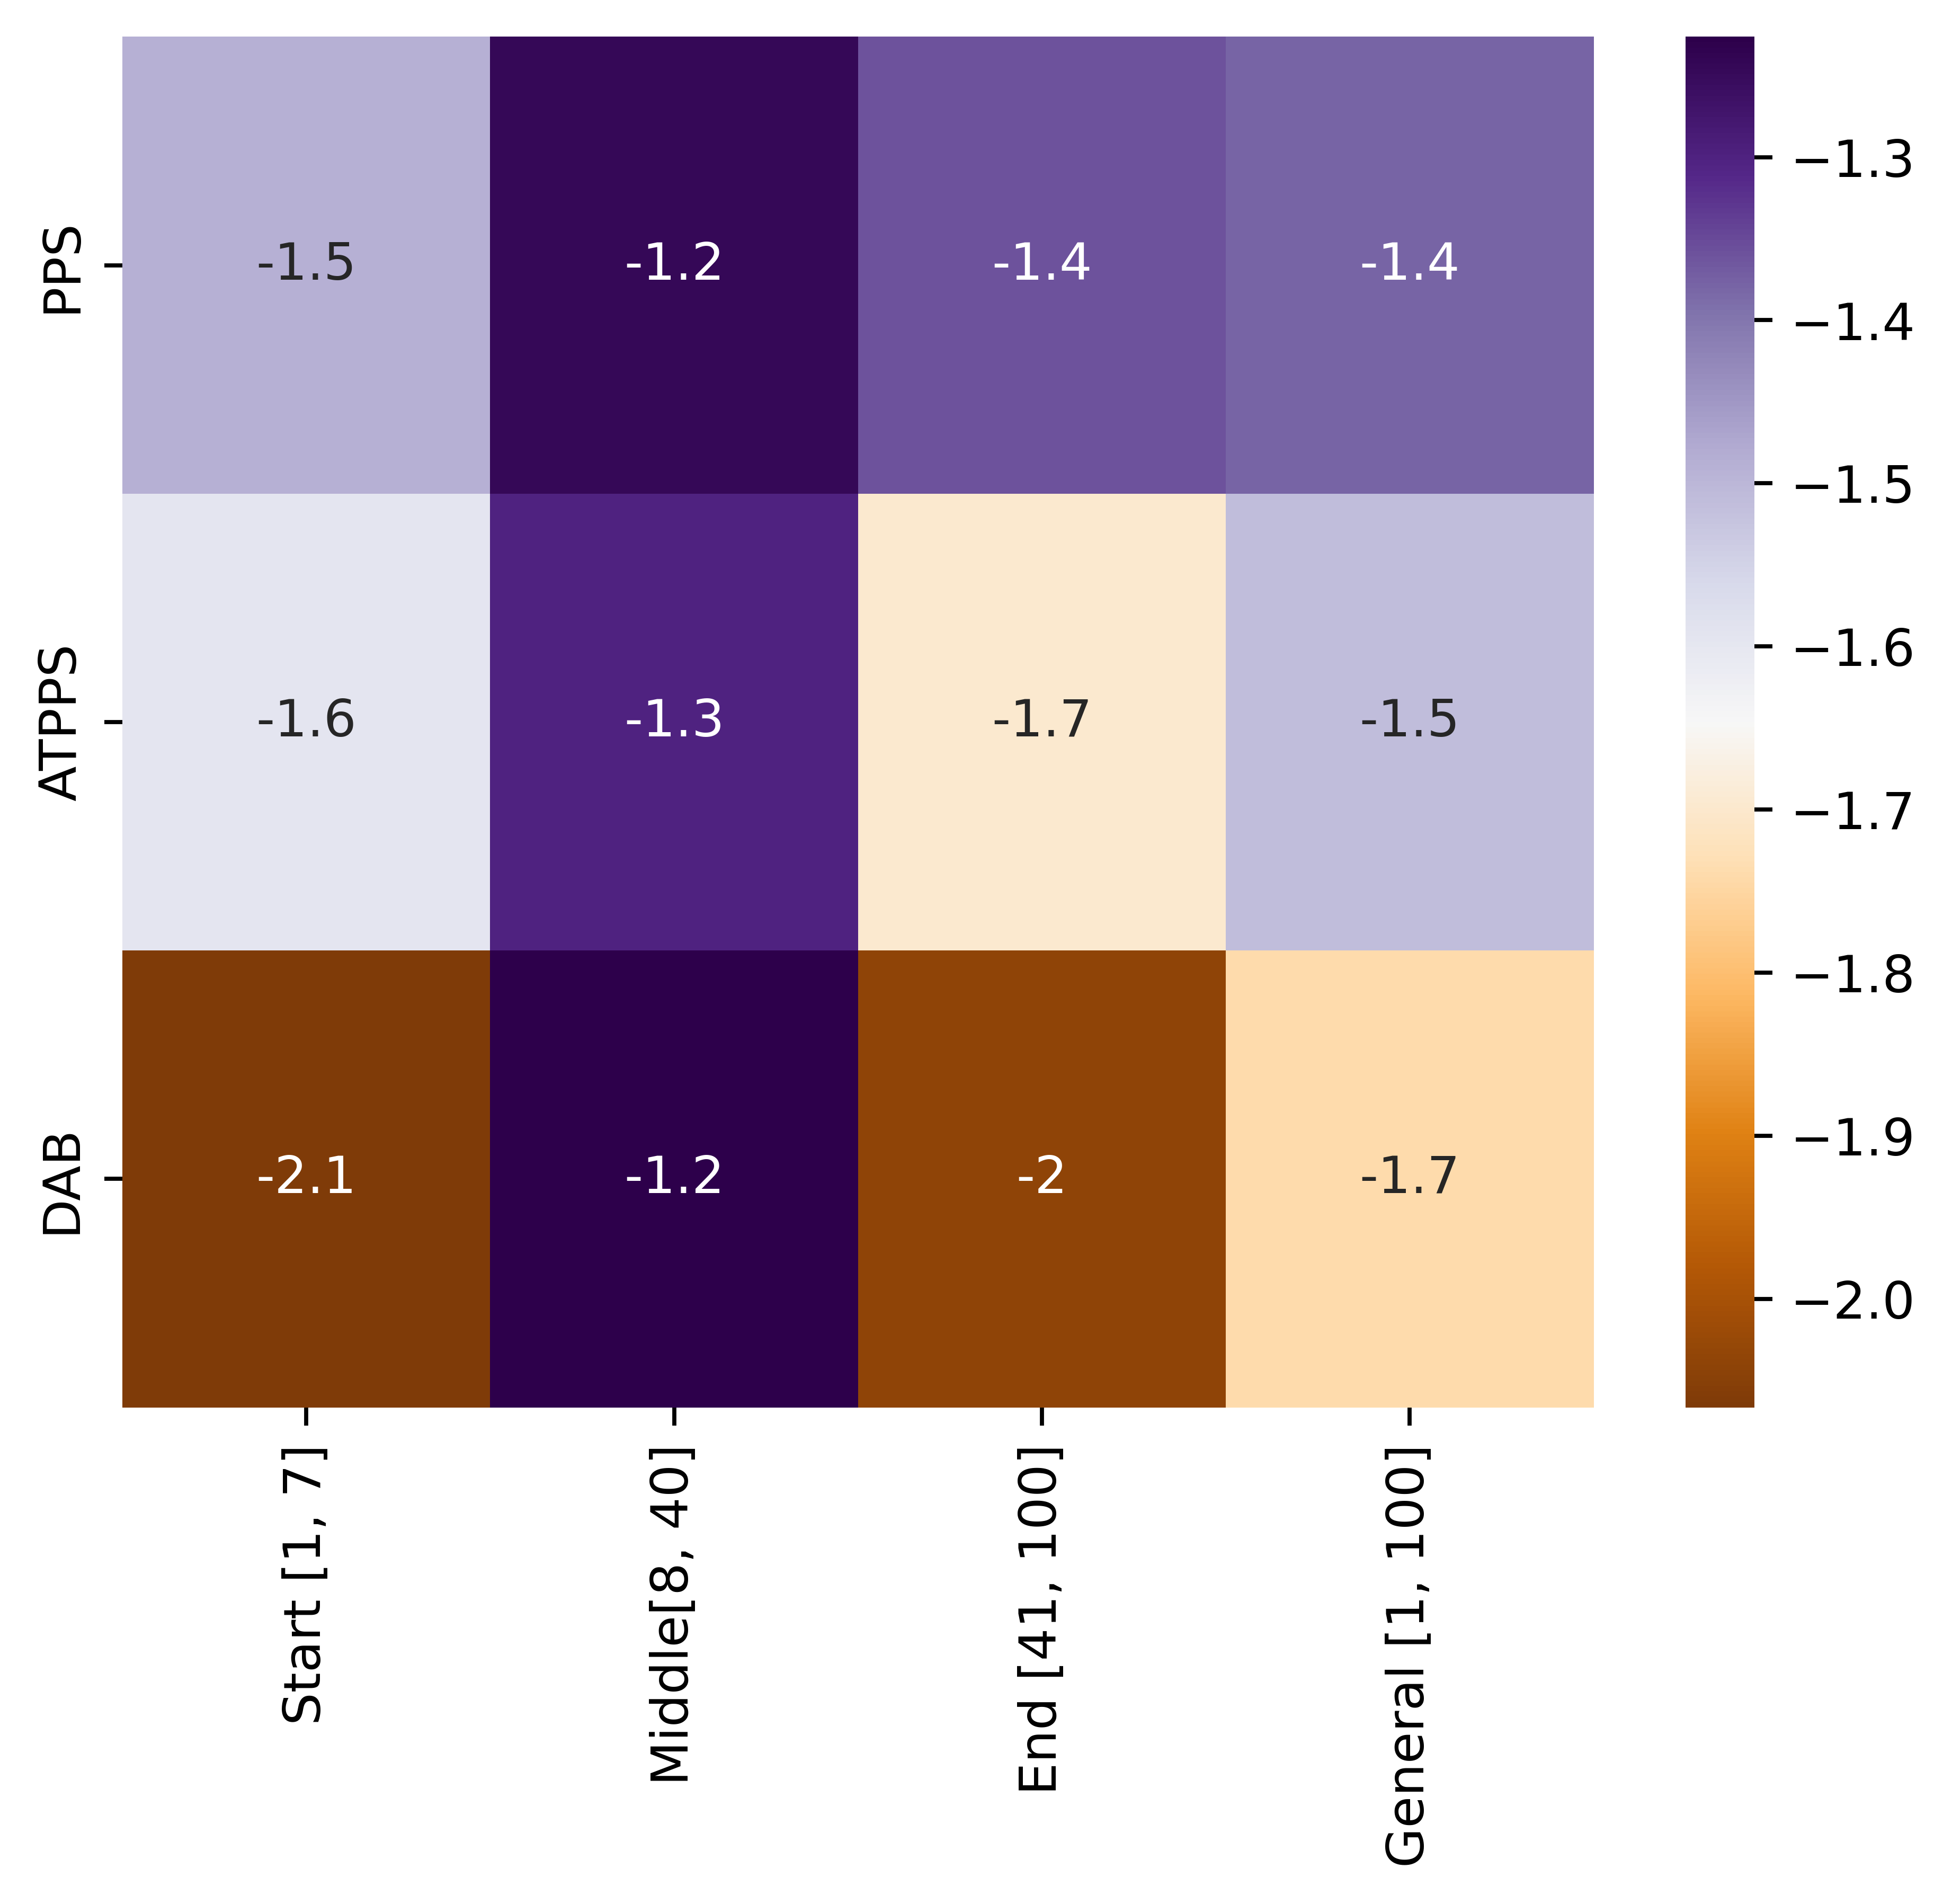 PPS
-1.5 -1.2 -1.4 -1.4
ATPPS
-1.6 -1.3 -1.7 -1.5
DAB
-2.1 -1.2 -2 -1.7
Start [1, 7]
Middle[8, 40]
End [41, 100]
General [1, 100]
−1.3
−1.4
−1.5
−1.6
−1.7
−1.8
−1.9
−2.0